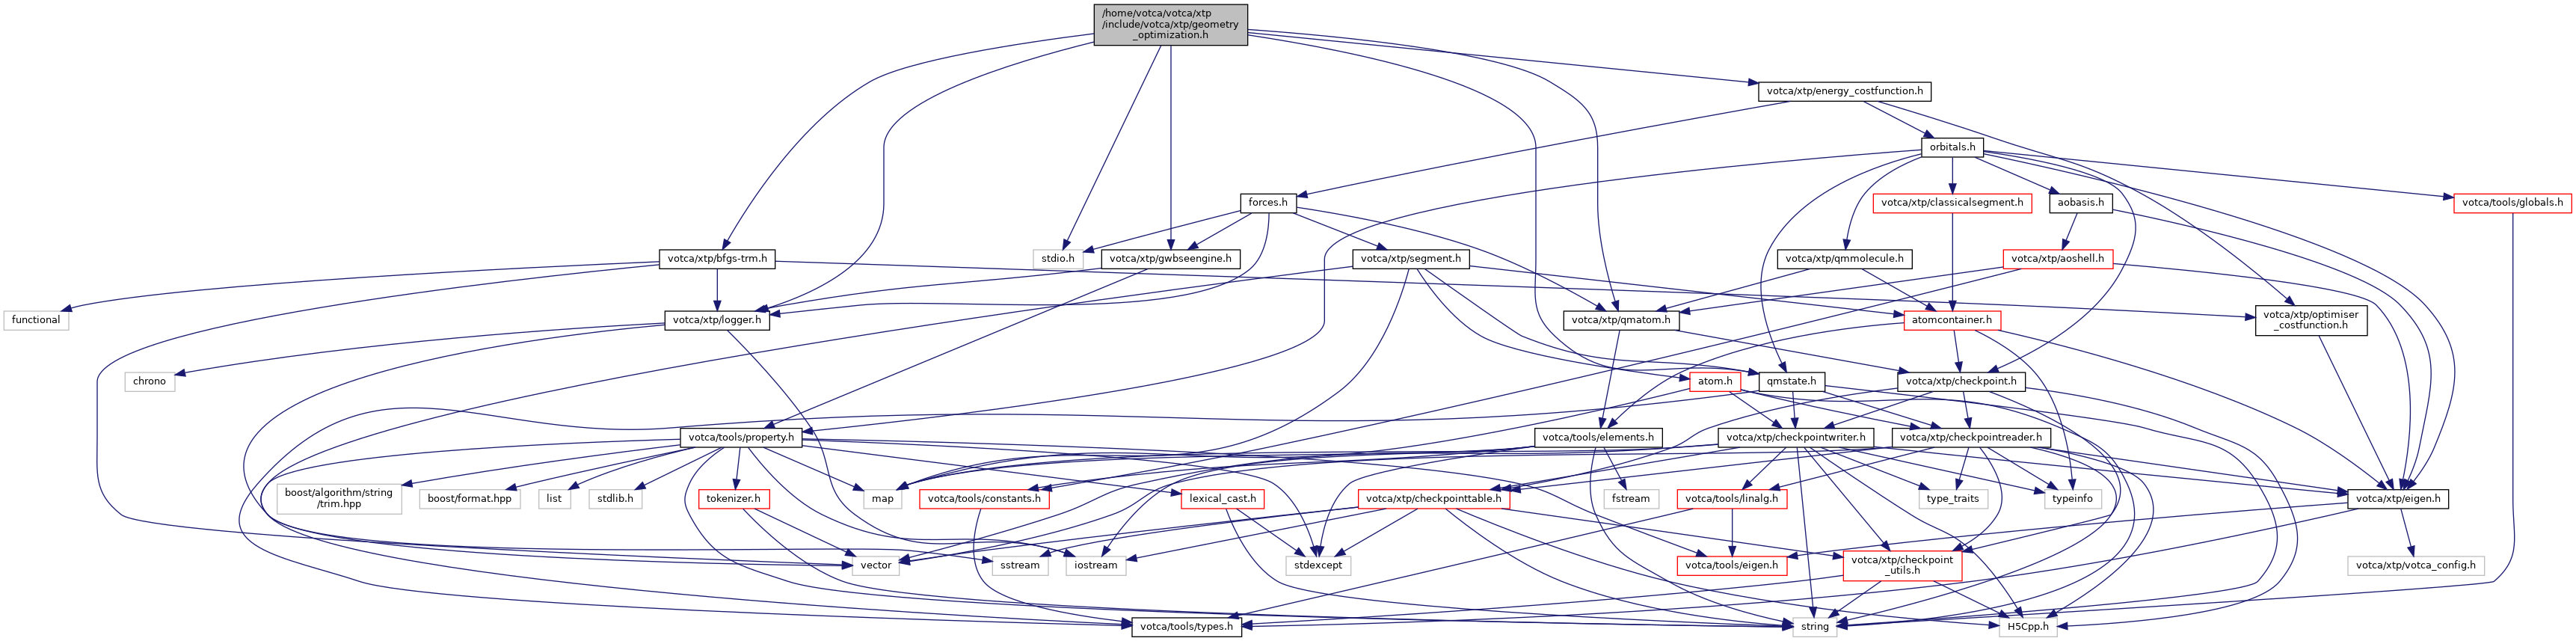 /home/votca/votca/xtp
/include/votca/xtp/geometry
_optimization.h
votca/xtp/energy_costfunction.h
orbitals.h
forces.h
votca/xtp/classicalsegment.h
aobasis.h
votca/tools/globals.h
votca/xtp/bfgs-trm.h
stdio.h
votca/xtp/gwbseengine.h
votca/xtp/segment.h
votca/xtp/qmmolecule.h
votca/xtp/aoshell.h
functional
votca/xtp/logger.h
votca/xtp/qmatom.h
atomcontainer.h
votca/xtp/optimiser
_costfunction.h
chrono
atom.h
qmstate.h
votca/xtp/checkpoint.h
votca/tools/property.h
votca/tools/elements.h
votca/xtp/checkpointwriter.h
votca/xtp/checkpointreader.h
boost/algorithm/string
/trim.hpp
boost/format.hpp
list
stdlib.h
tokenizer.h
map
votca/tools/constants.h
lexical_cast.h
fstream
votca/xtp/checkpointtable.h
votca/tools/linalg.h
type_traits
typeinfo
votca/xtp/eigen.h
vector
sstream
iostream
stdexcept
votca/tools/eigen.h
votca/xtp/checkpoint
_utils.h
votca/xtp/votca_config.h
votca/tools/types.h
string
H5Cpp.h